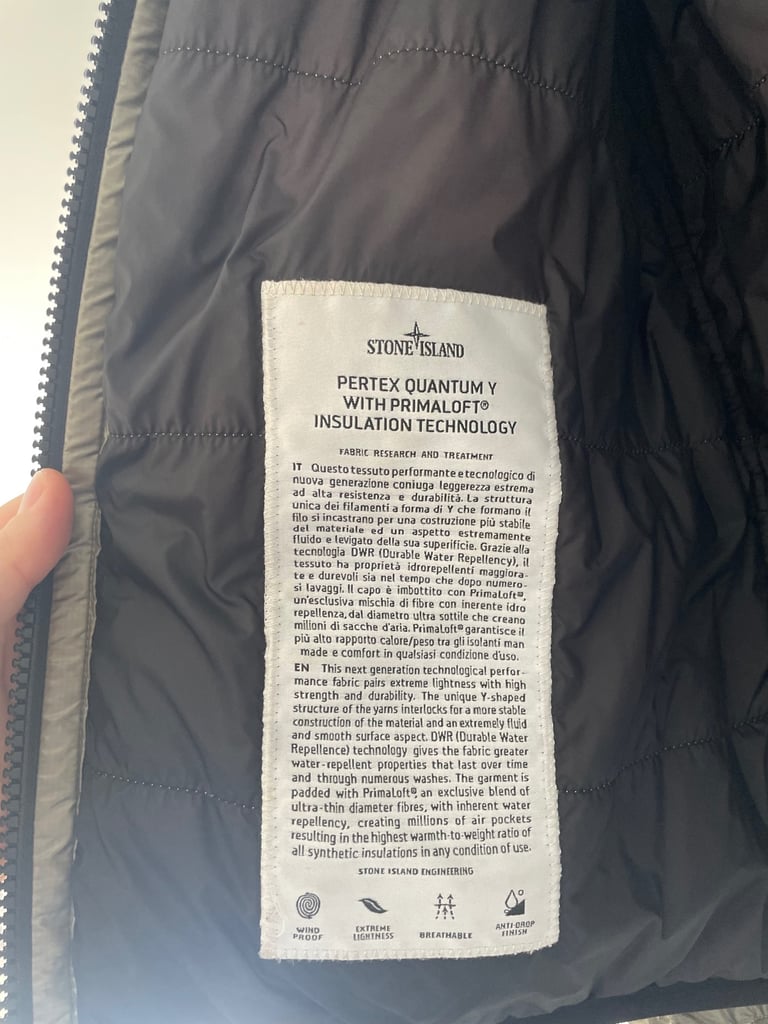 STONE ISLAND
PERTEX QUANTUM Y
WITH PRIMALOFT®
INSULATION TECHNOLOGY
FABRIC RESEARCH AND TREATMENT
IT Questo tessuto performante e tecnologico di
nuova generazione coniuga leggerezza estrema
ad alta resistenza e durabilità. La struttura
unica dei filamenti a forma di Y che formano il
filo si incastrano per una costruzione più stabile
del materiale ed un aspetto estremamente
fluido e levigato della sua superficie. Grazie alla
tecnologia DWR (Durable Water Repellency), il
tessuto ha proprietà idrorepellenti maggiora-
te e durevoli sia nel tempo che dopo numero-
si lavaggi. Il capo è imbottito con PrimaLoft®,
un'esclusiva mischia di fibre con inerente idro
repellenza, dal diametro ultra sottile che creano
milioni di sacche d'aria. PrimaLoft® garantisce il
più alto rapporto calore/peso tra gli isolanti man
made e comfort in qualsiasi condizione d'uso.
EN This next generation technological perfor-
mance fabric pairs extreme lightness with high
strength and durability. The unique Y-shaped
structure of the yarns interlocks for a more stable
construction of the material and an extremely fluid
and smooth surface aspect. DWR (Durable Water
Repellence) technology gives the fabric greater
water-repellent properties that last over time
and through numerous washes. The garment is
padded with PrimaLoft®, an exclusive blend of
ultra-thin diameter fibres, with inherent water
repellency, creating millions of air pockets
resulting in the highest warmth-to-weight ratio of
all synthetic insulations in any condition of use.
STONE ISLAND ENGINEERING
WIND PROOF
EXTREME LIGHTNESS
BREATHABLE
ANTI-DROP FINISH